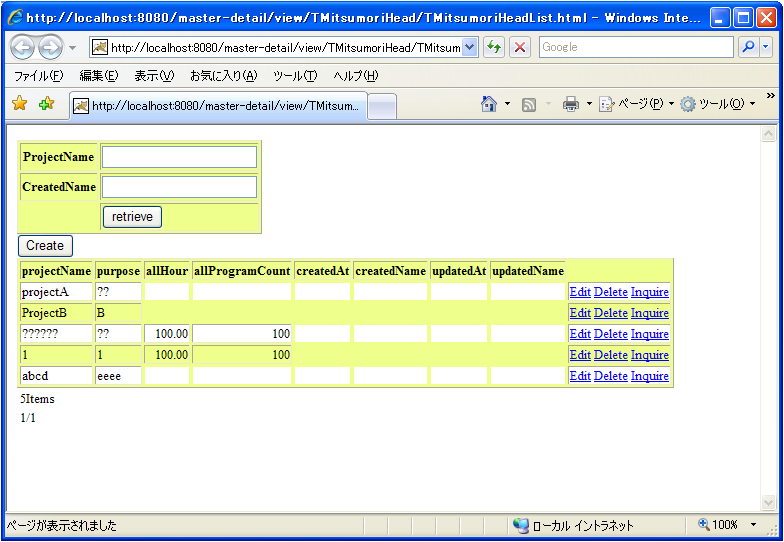 http://localhost:8080/master-detail/view/TMitsumoriHead/TMitsumoriHeadList.html - Windows Inte...
http://localhost:8080/master-detail/view/TMitsumoriHead/TMitsum
Google
ファイル(F) 編集(E) 表示(V) お気に入り(A) ツール(T) ヘルプ(H)
http://localhost:8080/master-detail/view/TMitsum...
ページ(P) ツール(O) »
ProjectName
CreatedName
retrieve
Create
projectName purpose allHour allProgramCount createdAt createdName updatedAt updatedName
projectA ?? Edit Delete Inquire
ProjectB B Edit Delete Inquire
?????? ?? 100.00 100 Edit Delete Inquire
1 1 100.00 100 Edit Delete Inquire
abcd eeee Edit Delete Inquire
5Items
1/1
ページが表示されました ローカル イントラネット 100%